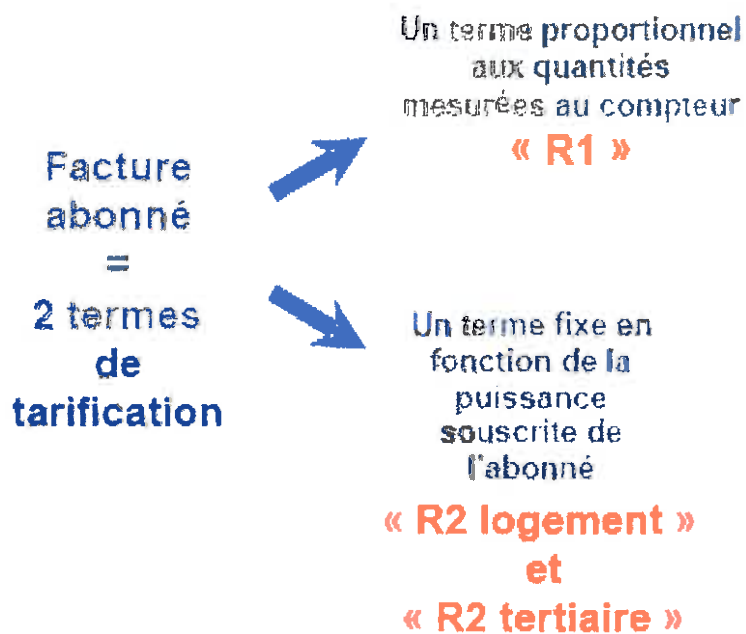 Facture
abonné
=
2 termes
de
tarification
Un terme proportionnel
aux quantités
mesurées au compteur
« R1 »
Un terme fixe en
fonction de la
puissance
souscrite de
l'abonné
« R2 logement »
et
« R2 tertiaire »